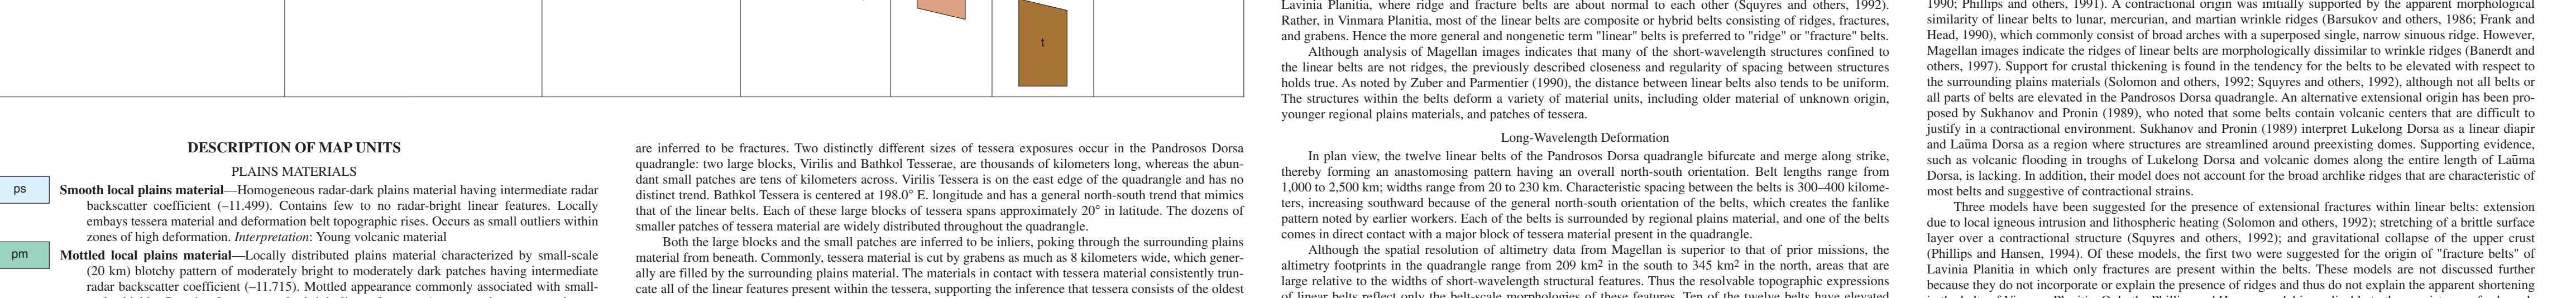 t
DESCRIPTION OF MAP UNITS
PLAINS MATERIALS
ps
Smooth local plains material—Homogeneous radar-dark plains material having intermediate radar
backscatter coefficient (–11.499). Contains few to no radar-bright linear features. Locally
embays tessera material and deformation belt topographic rises. Occurs as small outliers within
zones of high deformation. Interpretation: Young volcanic material
pm
Mottled local plains material—Locally distributed plains material characterized by small-scale
(20 km) blotchy pattern of moderately bright to moderately dark patches having intermediate
radar backscatter coefficient (–11.715). Mottled appearance commonly associated with small-
are inferred to be fractures. Two distinctly different sizes of tessera exposures occur in the Pandrosos Dorsa
quadrangle: two large blocks, Virilis and Bathkol Tesserae, are thousands of kilometers long, whereas the abun-
dant small patches are tens of kilometers across. Virilis Tessera is on the east edge of the quadrangle and has no
distinct trend. Bathkol Tessera is centered at 198.0° E. longitude and has a general north-south trend that mimics
that of the linear belts. Each of these large blocks of tessera spans approximately 20° in latitude. The dozens of
smaller patches of tessera material are widely distributed throughout the quadrangle.
Both the large blocks and the small patches are inferred to be inliers, poking through the surrounding plains
material from beneath. Commonly, tessera material is cut by grabens as much as 8 kilometers wide, which gener-
ally are filled by the surrounding plains material. The materials in contact with tessera material consistently trun-
cate all of the linear features present within the tessera, supporting the inference that tessera consists of the oldest
Lavinia Planitia, where ridge and fracture belts are about normal to each other (Squyres and others, 1992).
Rather, in Vinmara Planitia, most of the linear belts are composite or hybrid belts consisting of ridges, fractures,
and grabens. Hence the more general and nongenetic term "linear" belts is preferred to "ridge" or "fracture" belts.
Although analysis of Magellan images indicates that many of the short-wavelength structures confined to
the linear belts are not ridges, the previously described closeness and regularity of spacing between structures
holds true. As noted by Zuber and Parmentier (1990), the distance between linear belts also tends to be uniform.
The structures within the belts deform a variety of material units, including older material of unknown origin,
younger regional plains materials, and patches of tessera.
Long-Wavelength Deformation
In plan view, the twelve linear belts of the Pandrosos Dorsa quadrangle bifurcate and merge along strike,
thereby forming an anastomosing pattern having an overall north-south orientation. Belt lengths range from
1,000 to 2,500 km; widths range from 20 to 230 km. Characteristic spacing between the belts is 300–400 kilome-
ters, increasing southward because of the general north-south orientation of the belts, which creates the fanlike
pattern noted by earlier workers. Each of the belts is surrounded by regional plains material, and one of the belts
comes in direct contact with a major block of tessera material present in the quadrangle.
Although the spatial resolution of altimetry data from Magellan is superior to that of prior missions, the
altimetry footprints in the quadrangle range from 209 km2 in the south to 345 km2 in the north, areas that are
large relative to the widths of short-wavelength structural features. Thus the resolvable topographic expressions
of linear belts reflect only the belt-scale morphologies of these features. Ten of the twelve belts have elevated
1990; Phillips and others, 1991). A contractional origin was initially supported by the apparent morphological
similarity of linear belts to lunar, mercurian, and martian wrinkle ridges (Barsukov and others, 1986; Frank and
Head, 1990), which commonly consist of broad arches with a superposed single, narrow sinuous ridge. However,
Magellan images indicate the ridges of linear belts are morphologically dissimilar to wrinkle ridges (Banerdt and
others, 1997). Support for crustal thickening is found in the tendency for the belts to be elevated with respect to
the surrounding plains materials (Solomon and others, 1992; Squyres and others, 1992), although not all belts or
all parts of belts are elevated in the Pandrosos Dorsa quadrangle. An alternative extensional origin has been pro-
posed by Sukhanov and Pronin (1989), who noted that some belts contain volcanic centers that are difficult to
justify in a contractional environment. Sukhanov and Pronin (1989) interpret Lukelong Dorsa as a linear diapir
and Laūma Dorsa as a region where structures are streamlined around preexisting domes. Supporting evidence,
such as volcanic flooding in troughs of Lukelong Dorsa and volcanic domes along the entire length of Laūma
Dorsa, is lacking. In addition, their model does not account for the broad archlike ridges that are characteristic of
most belts and suggestive of contractional strains.
Three models have been suggested for the presence of extensional fractures within linear belts: extension
due to local igneous intrusion and lithospheric heating (Solomon and others, 1992); stretching of a brittle surface
layer over a contractional structure (Squyres and others, 1992); and gravitational collapse of the upper crust
(Phillips and Hansen, 1994). Of these models, the first two were suggested for the origin of "fracture belts" of
Lavinia Planitia in which only fractures are present within the belts. These models are not discussed further
because they do not incorporate or explain the presence of ridges and thus do not explain the apparent shortening